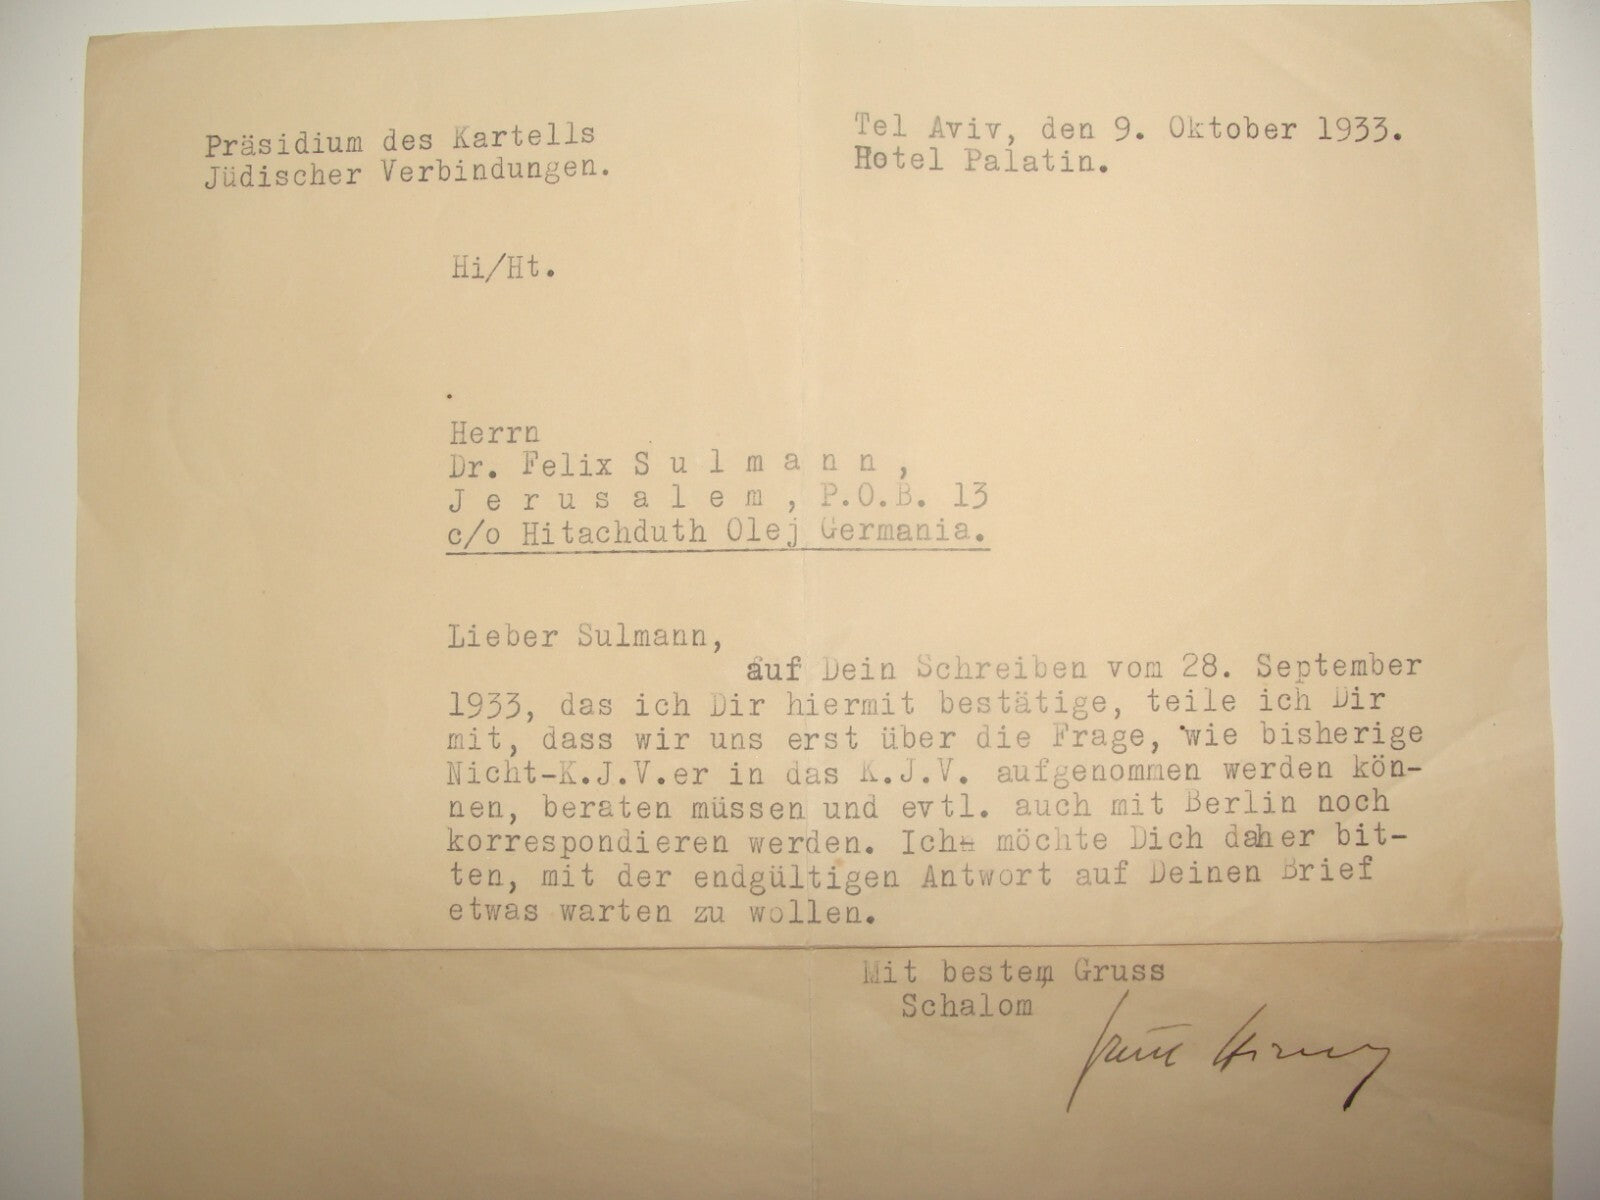 Präsidium des Kartells
Jüdischer Verbindungen.
Tel Aviv, den 9. Oktober 1933.
Hotel Palatin.
Hi/Ht.
Herrn
Dr. Felix S u l m a n n ,
J e r u s a l e m , P.O.B. 13
c/o Hitachduth Olej Germania.
Lieber Sulmann,
auf Dein Schreiben vom 28. September
1933, das ich Dir hiermit bestätige, teile ich Dir
mit, dass wir uns erst über die Frage, wie bisherige
Nicht-K.J.V.er in das K.J.V. aufgenommen werden kön-
nen, beraten müssen und evtl. auch mit Berlin noch
korrespondieren werden. Ich möchte Dich daher bit-
ten, mit der endgültigen Antwort auf Deinen Brief
etwas warten zu wollen.
Mit bestem Gruss
Schalom